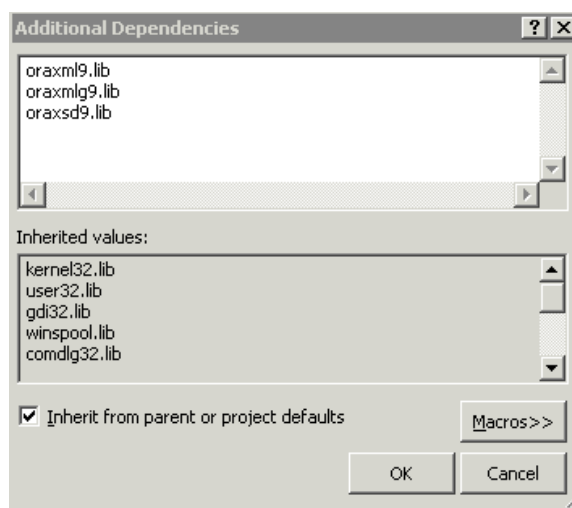 Additional Dependencies
oraxml9.lib
oraxmlg9.lib
oraxsd9.lib
Inherited values:
kernel32.lib
user32.lib
gdi32.lib
winspool.lib
comdlg32.lib
Inherit from parent or project defaults
Macros>>
OK
Cancel